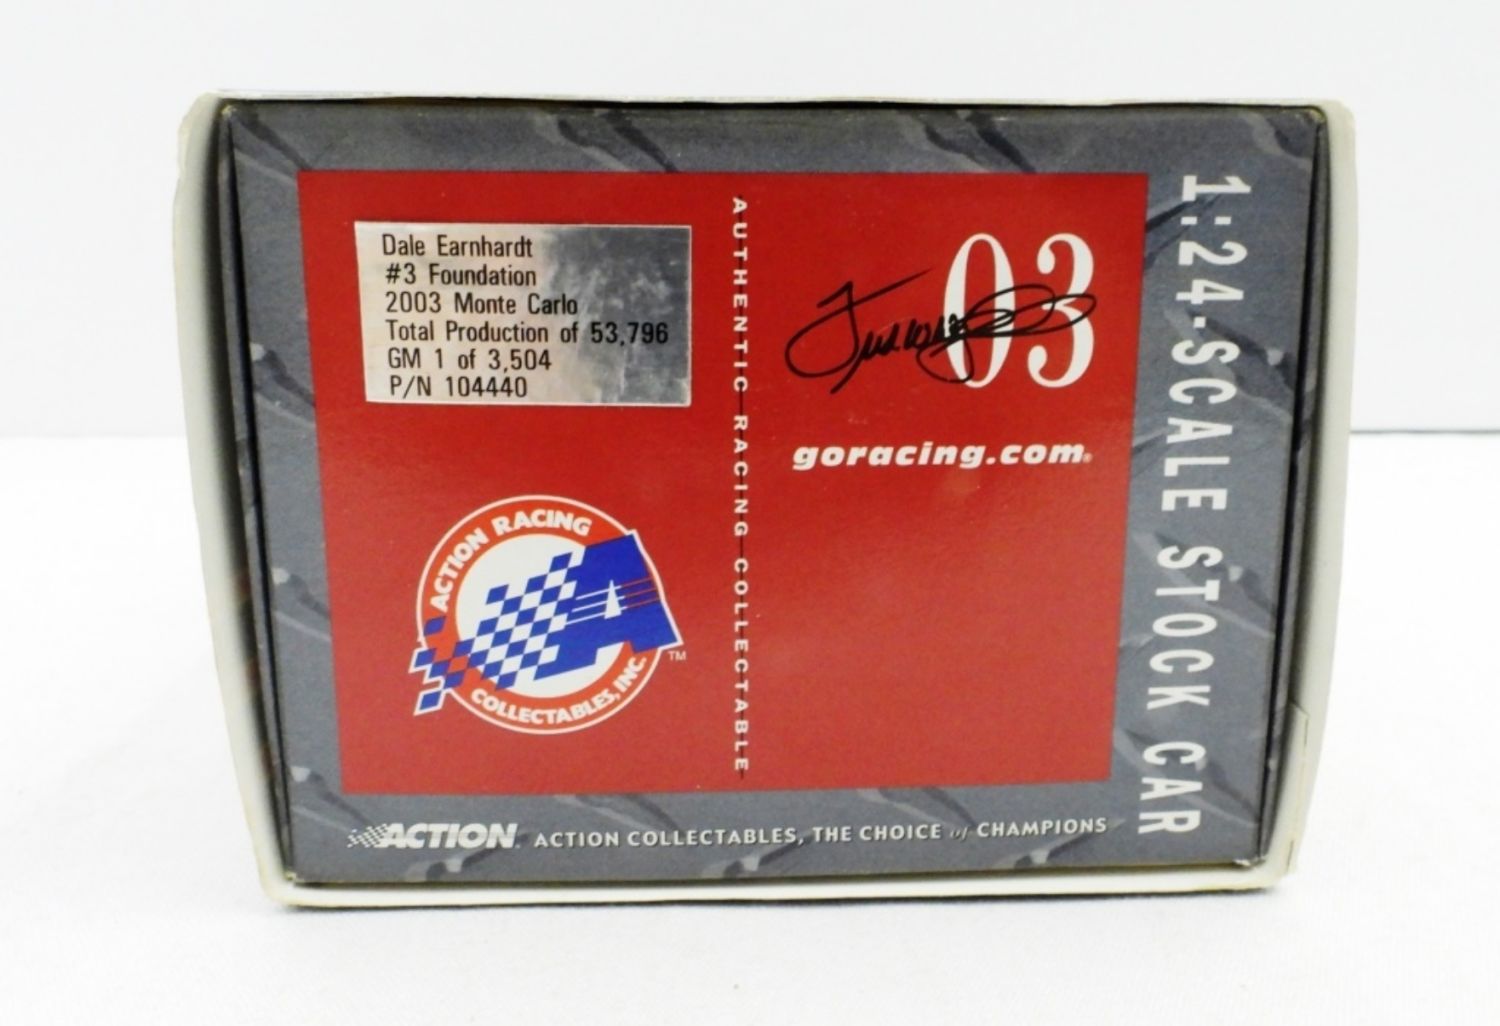 Dale Earnhardt
#3 Foundation
2003 Monte Carlo
Total Production of 53,796
GM 1 of 3,504
P/N 104440
ACTION RACING
COLLECTABLES, INC.
TM
AUTHENTIC RACING COLLECTABLE
03
goracing.com®
1:24-SCALE STOCK CAR
ACTION. ACTION COLLECTABLES, THE CHOICE of CHAMPIONS